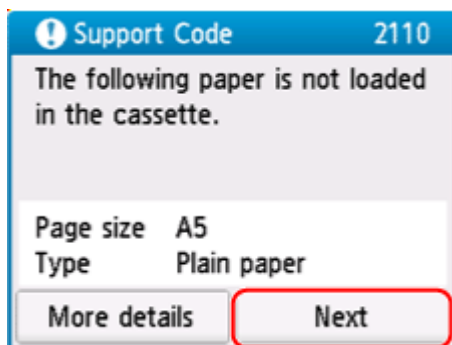 Support Code 2110
The following paper is not loaded
in the cassette.
Page size A5
Type Plain paper
More details Next